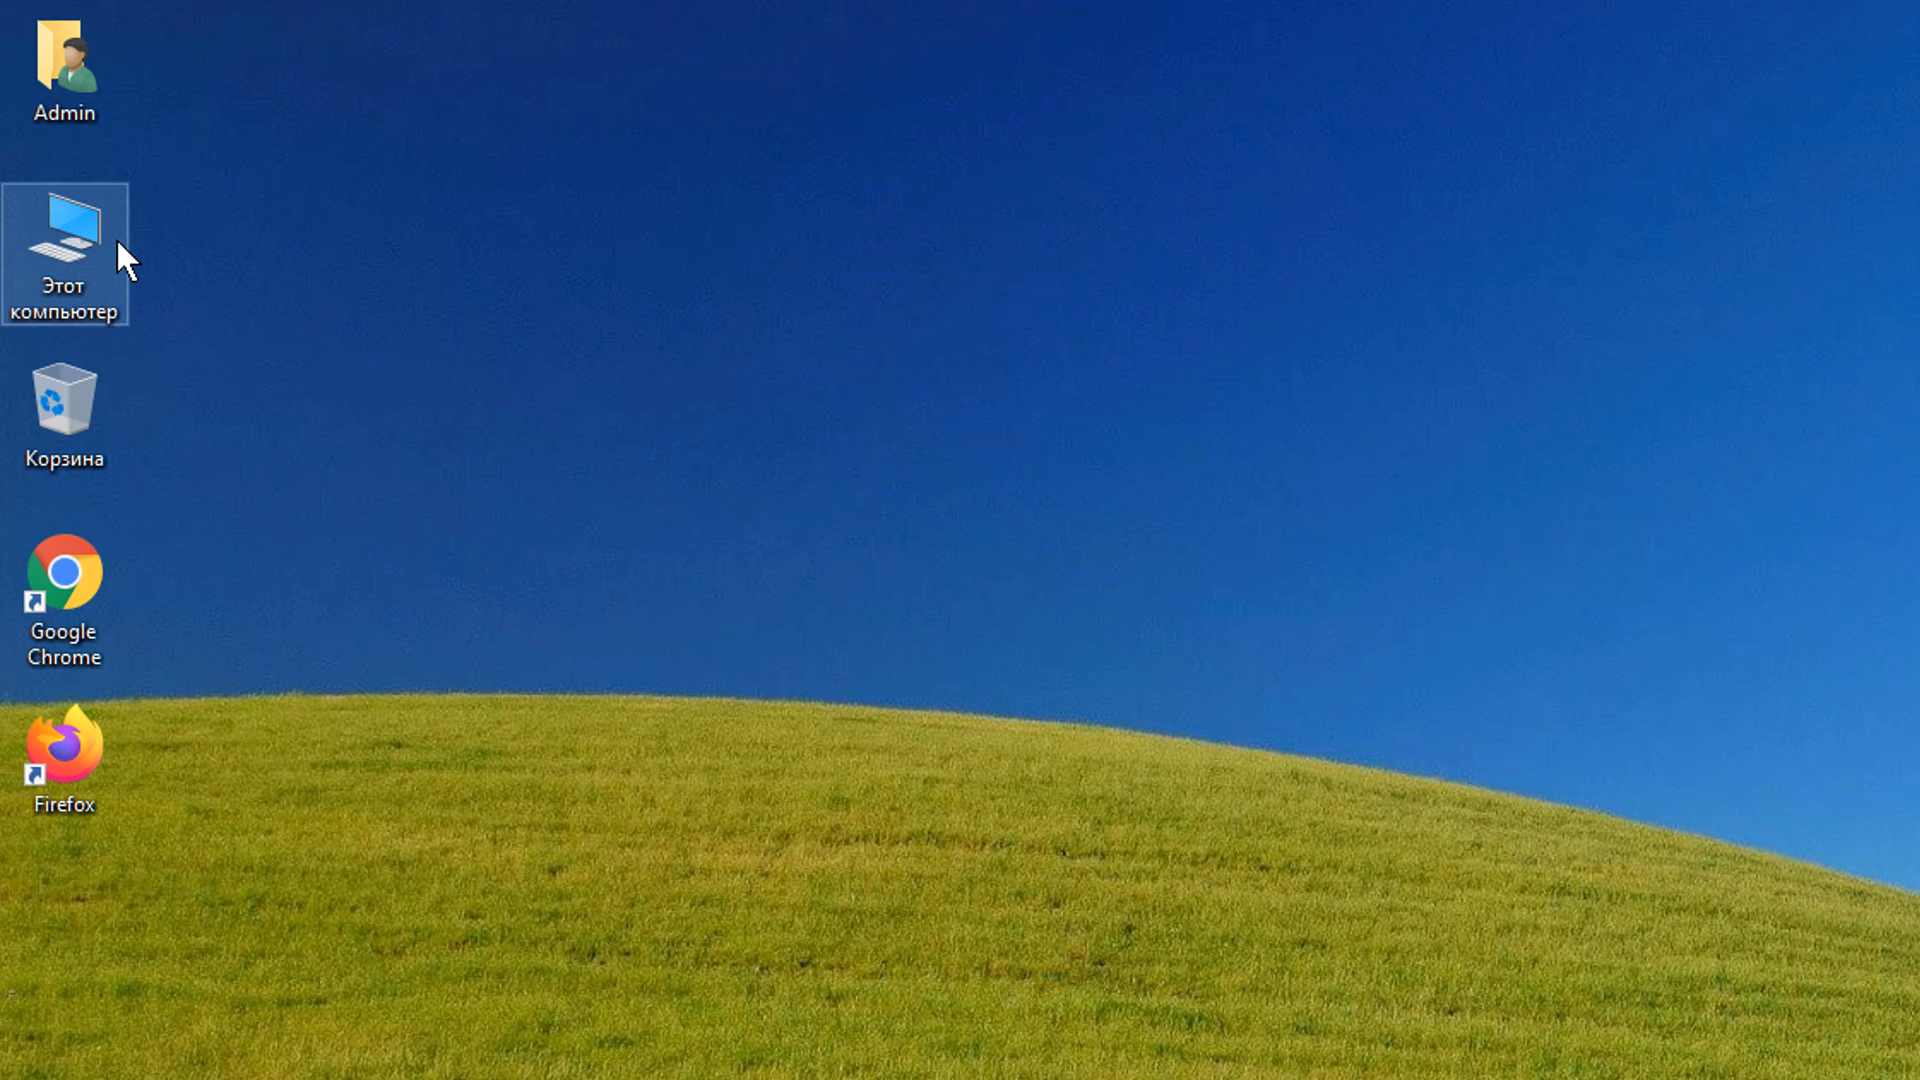 Admin
Этот
компьютер
Корзина
Google
Chrome
Firefox